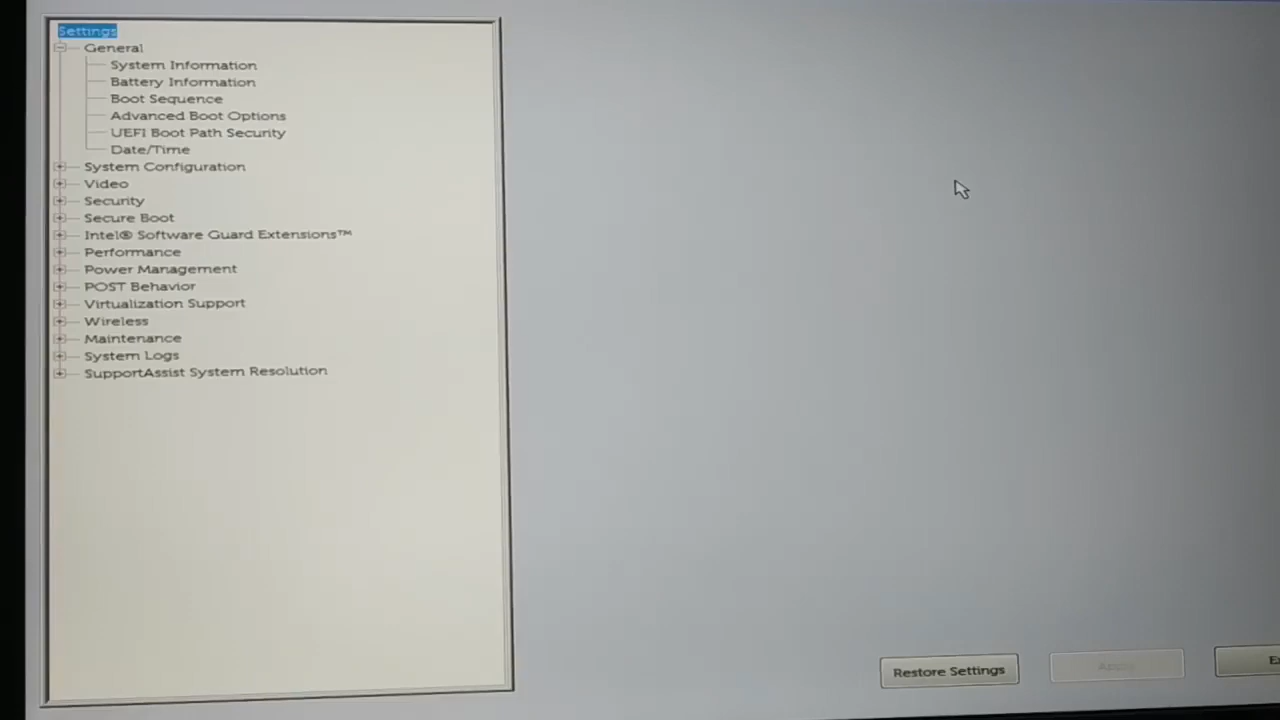 Settings
General
System Information
Battery Information
Boot Sequence
Advanced Boot Options
UEFI Boot Path Security
Date/Time
System Configuration
Video
Security
Secure Boot
Intel® Software Guard Extensions™
Performance
Power Management
POST Behavior
Virtualization Support
Wireless
Maintenance
System Logs
SupportAssist System Resolution
Restore Settings
Apply